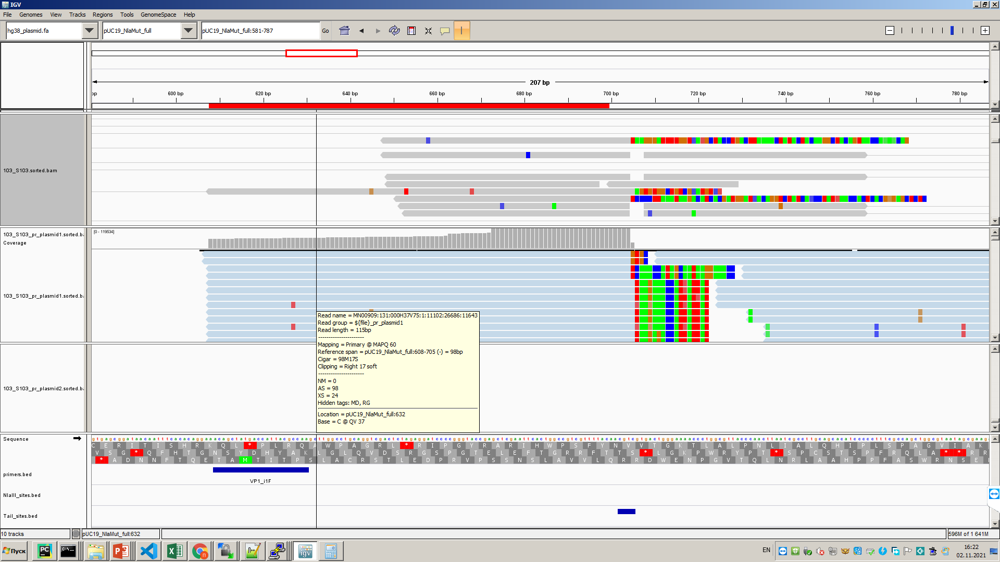 IGV
File Genomes View Tracks Regions Tools GenomeSpace Help
hg38_plasmid.fa pUC19_NlaMut_full pUC19_NlaMut_full:581-787 Go
207 bp
bp 600 bp 620 bp 640 bp 660 bp 680 bp 700 bp 720 bp 740 bp 760 bp 780 bp
103_S103.sorted.bam
103_S103_pr_plasmid1.sorted.ba
Coverage
[0 - 119534]
103_S103_pr_plasmid1.sorted.ba
Read name = MN00909:131:000H37V75:1:11102:26686:11643
Read group = ${file}_pr_plasmid1
Read length = 115bp
----------------------
Mapping = Primary @ MAPQ 60
Reference span = pUC19_NlaMut_full:608-705 (-) = 98bp
Cigar = 98M17S
Clipping = Right 17 soft
----------------------
NM = 0
AS = 98
XS = 24
Hidden tags: MD, RG
Location = pUC19_NlaMut_full:632
Base = C @ QV 37
103_S103_pr_plasmid2.sorted.ba
Sequence
C E R I T I S H R K Q L * P L R Q A W P A G R L * R I P G Y R A R I H W P S F Y N V V T G K T L A L P N L I A L Q H I P L S P A G V I A K
V S G * Q F H T G N S Y D H Y A K L G L Q V D S R G S P G T E L E F T G R R F T T S * L G K P W R Y P T * S P C S T S P F R Q L A * * R R
* A D N N F T Q E T A M T I T P S L A C R S T L E D P R V P S S N S L A V V L Q R R D W E N P G V T Q L N R L A A H P P F A S W R N S E
primers.bed
VP1_i1F
NlaIII_sites.bed
Tail_sites.bed
10 tracks pUC19_NlaMut_full:632 596M of 1 641M
Пуск EN 16:22
02.11.2021